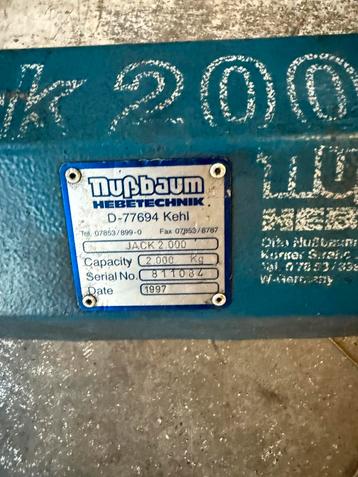 k 200
Nußbaum
HEBETECHNIK
D-77694 Kehl
Tel. 07853/899-0 Fax 07853/8787
JACK 2.000
Capacity 2.000 Kg
Serial No. 811084
Date 1997
HEB
Otto Nußbaum
Korker Straße
Tel. 07853/
W-Germany